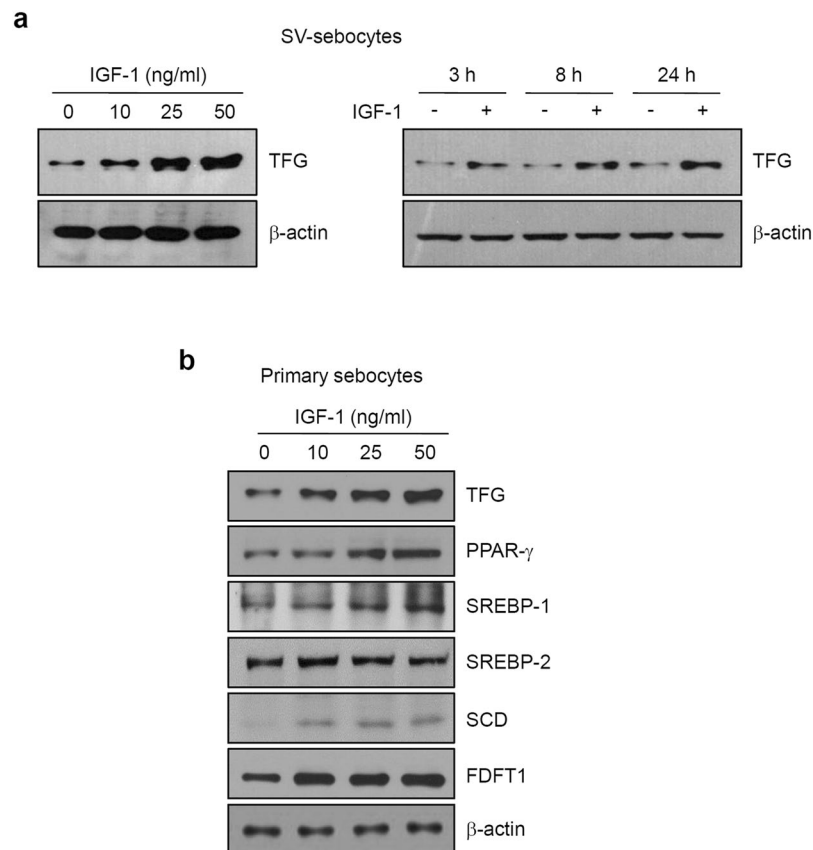 a
SV-sebocytes
IGF-1 (ng/ml)
0 10 25 50
TFG
β-actin
3 h 8 h 24 h
IGF-1 - + - + - +
TFG
β-actin
b
Primary sebocytes
IGF-1 (ng/ml)
0 10 25 50
TFG
PPAR-γ
SREBP-1
SREBP-2
SCD
FDFT1
β-actin